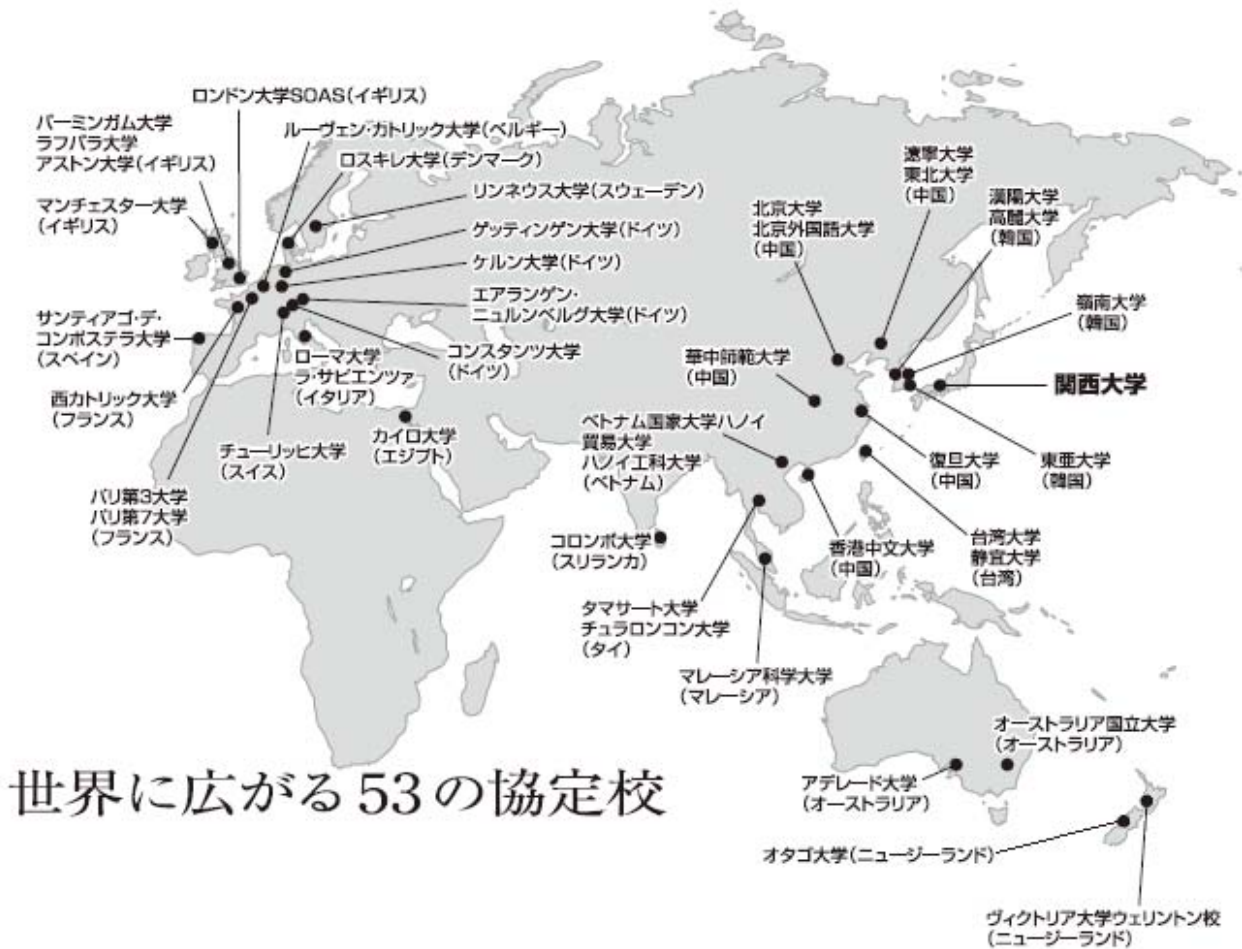 ロンドン大学SOAS(イギリス)
バーミンガム大学
ラフバラ大学
アストン大学(イギリス)
ルーヴェン・カトリック大学(ベルギー)
ロスキレ大学(デンマーク)
マンチェスター大学
(イギリス)
リンネウス大学(スウェーデン)
ゲッティンゲン大学(ドイツ)
ケルン大学(ドイツ)
エアランゲン・
ニュルンベルグ大学(ドイツ)
サンティアゴ・デ・
コンポステラ大学
(スペイン)
コンスタンツ大学
(ドイツ)
ローマ大学
ラ・サピエンツァ
(イタリア)
西カトリック大学
(フランス)
チューリッヒ大学
(スイス)
カイロ大学
(エジプト)
パリ第3大学
パリ第7大学
(フランス)
遼寧大学
東北大学
(中国)
漢陽大学
高麗大学
(韓国)
北京大学
北京外国語大学
(中国)
嶺南大学
(韓国)
華中師範大学
(中国)
関西大学
ベトナム国家大学ハノイ
貿易大学
ハノイ工科大学
(ベトナム)
復旦大学
(中国)
東亜大学
(韓国)
コロンボ大学
(スリランカ)
香港中文大学
(中国)
台湾大学
静宜大学
(台湾)
タマサート大学
チュラロンコン大学
(タイ)
マレーシア科学大学
(マレーシア)
オーストラリア国立大学
(オーストラリア)
アデレード大学
(オーストラリア)
世界に広がる53の協定校
オタゴ大学(ニュージーランド)
ヴィクトリア大学ウェリントン校
(ニュージーランド)